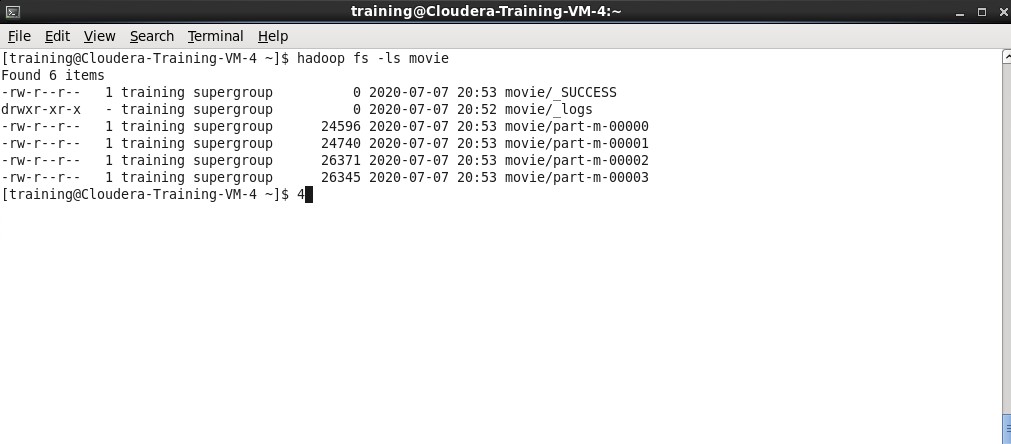 training@Cloudera-Training-VM-4:~
File Edit View Search Terminal Help
[training@Cloudera-Training-VM-4 ~]$ hadoop fs -ls movie
Found 6 items
-rw-r--r--   1 training supergroup          0 2020-07-07 20:53 movie/_SUCCESS
drwxr-xr-x   - training supergroup          0 2020-07-07 20:52 movie/_logs
-rw-r--r--   1 training supergroup      24596 2020-07-07 20:53 movie/part-m-00000
-rw-r--r--   1 training supergroup      24740 2020-07-07 20:53 movie/part-m-00001
-rw-r--r--   1 training supergroup      26371 2020-07-07 20:53 movie/part-m-00002
-rw-r--r--   1 training supergroup      26345 2020-07-07 20:53 movie/part-m-00003
[training@Cloudera-Training-VM-4 ~]$ 4